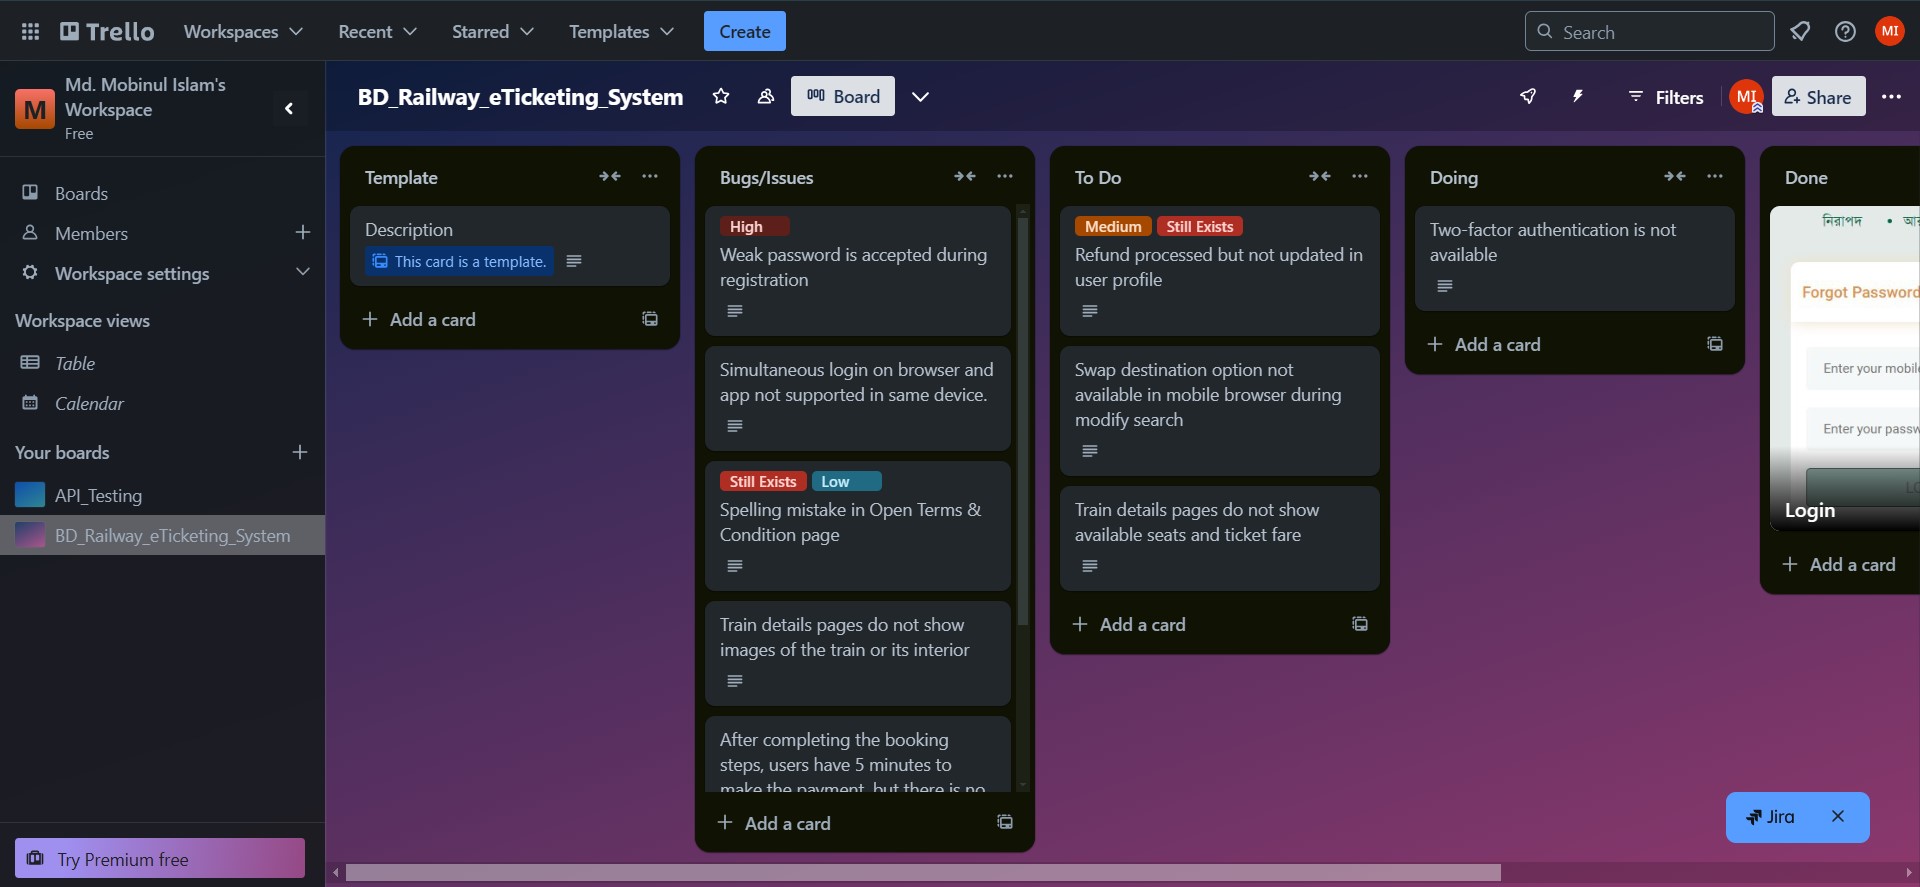 Trello
Workspaces
Recent
Starred
Templates
Create
Search
MI
M
Md. Mobinul Islam's
Workspace
Free
Boards
Members
Workspace settings
Workspace views
Table
Calendar
Your boards
API_Testing
BD_Railway_eTicketing_System
Try Premium free
BD_Railway_eTicketing_System
Board
Filters
MI
Share
Template
Description
This card is a template.
Add a card
Bugs/Issues
High
Weak password is accepted during
registration
Simultaneous login on browser and
app not supported in same device.
Still Exists Low
Spelling mistake in Open Terms &
Condition page
Train details pages do not show
images of the train or its interior
After completing the booking
steps, users have 5 minutes to
make the payment, but there is no
Add a card
To Do
Medium Still Exists
Refund processed but not updated in
user profile
Swap destination option not
available in mobile browser during
modify search
Train details pages do not show
available seats and ticket fare
Add a card
Doing
Two-factor authentication is not
available
Add a card
Done
নিরাপদ •
Forgot Password
Enter your mobile
Enter your
Login
Add a card
Jira